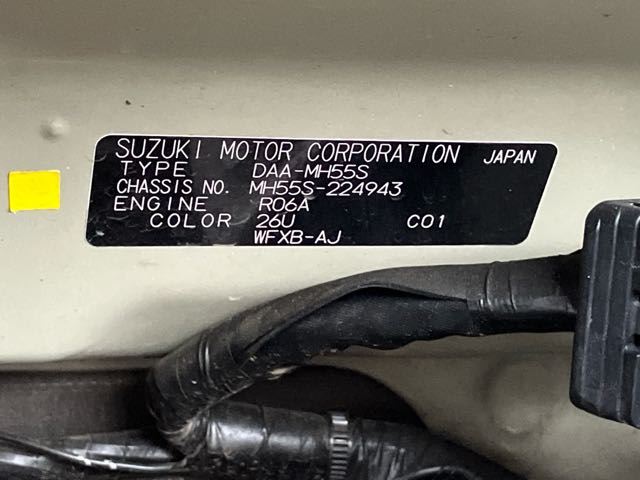 SUZUKI MOTOR CORPORATION JAPAN
TYPE DAA-MH55S
CHASSIS NO. MH55S-224943
ENGINE R06A
COLOR 26U C01
WFXB-AJ